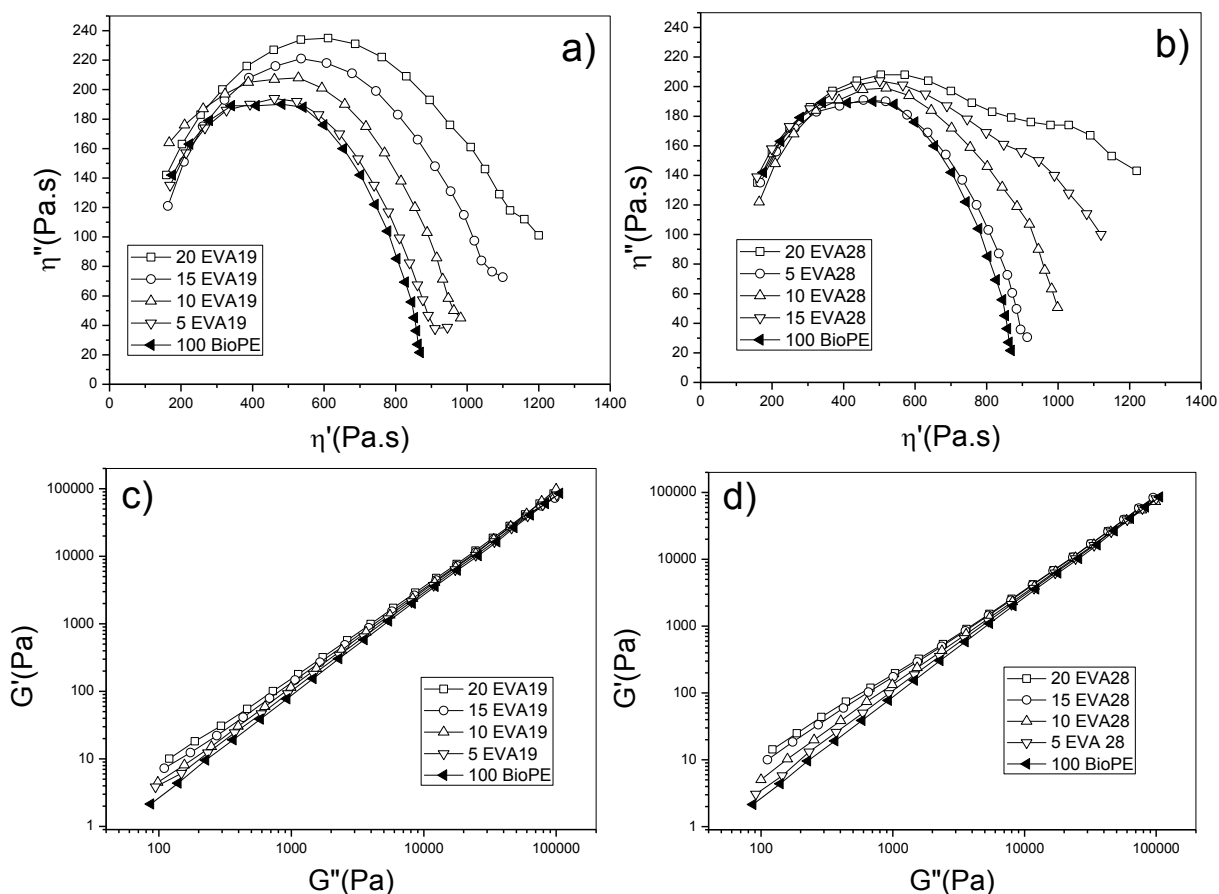 a)
η''(Pa.s)
240
220
200
180
160
140
120
100
80
60
40
20
0
20 EVA19
15 EVA19
10 EVA19
5 EVA19
100 BioPE
0 200 400 600 800 1000 1200 1400
η'(Pa.s)
b)
η''(Pa.s)
240
220
200
180
160
140
120
100
80
60
40
20
0
20 EVA28
5 EVA28
10 EVA28
15 EVA28
100 BioPE
0 200 400 600 800 1000 1200 1400
η'(Pa.s)
c)
G'(Pa)
100000
10000
1000
100
10
1
20 EVA19
15 EVA19
10 EVA19
5 EVA19
100 BioPE
100 1000 10000 100000
G"(Pa)
d)
G'(Pa)
100000
10000
1000
100
10
1
20 EVA28
15 EVA28
10 EVA28
5 EVA 28
100 BioPE
100 1000 10000 100000
G"(Pa)